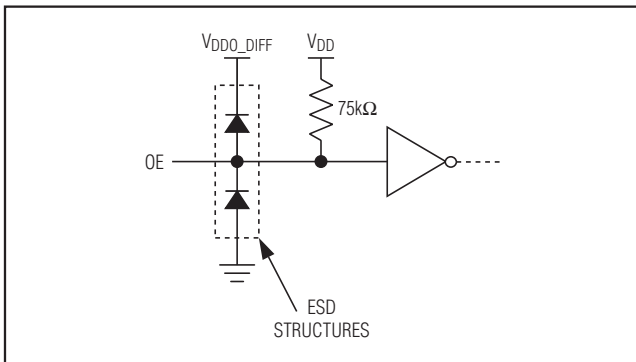 VDDO_DIFF
VDD
75kΩ
OE
ESD
STRUCTURES